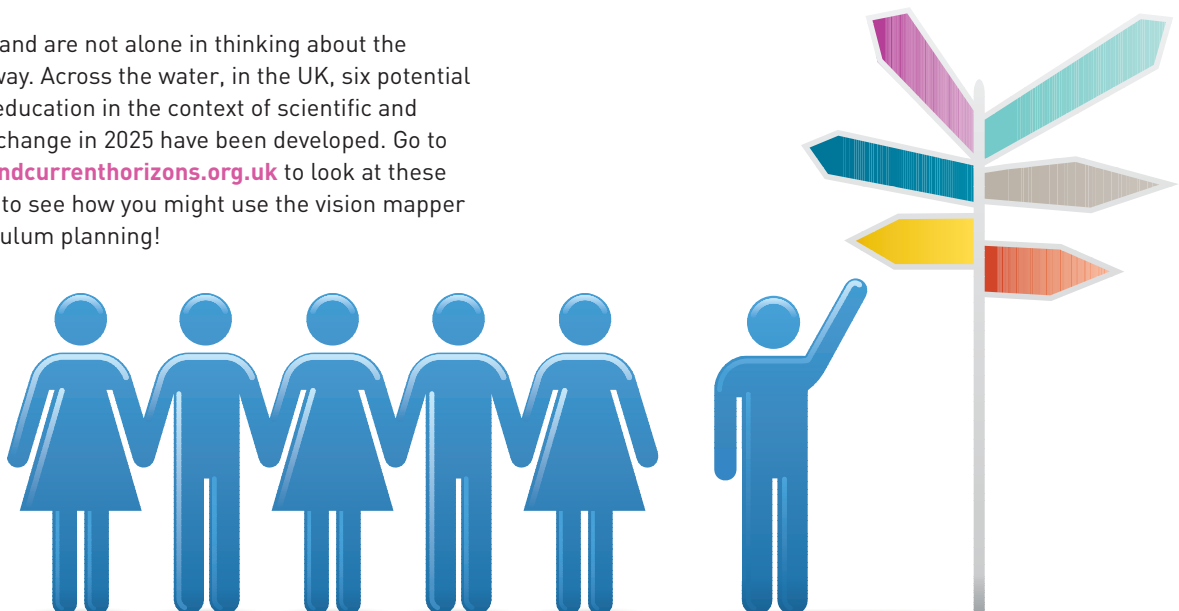 and are not alone in thinking about the
way. Across the water, in the UK, six potential
education in the context of scientific and
change in 2025 have been developed. Go to
ndcurrenthorizons.org.uk to look at these
to see how you might use the vision mapper
ulum planning!